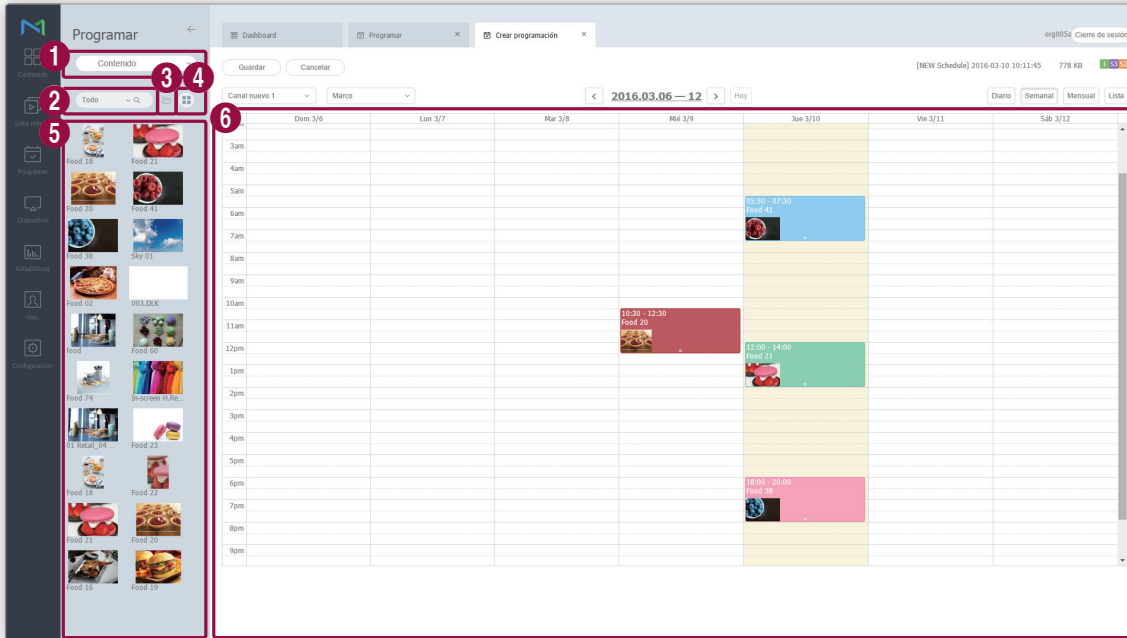 Programar
Dashboard
Programar
Crear programación
org005a
Cierre de sesión
1
Contenido
3
4
Guardar
Cancelar
[NEW Schedule] 2016-03-10 10:11:45
778 KB
I
S3
S2
2
Todo
Canal nuevo 1
Marco
2016.03.06 — 12
Hoy
Diario
Semanal
Mensual
Lista
5
6
Dom 3/6
Lun 3/7
Mar 3/8
Mié 3/9
Jue 3/10
Vie 3/11
Sáb 3/12
Contenido
Programar
Dispositivo
Estadísticas
Configuración
Food 18
Food 21
Food 20
Food 41
Food 38
Sky 01
Food 02
003.DLK
food
Food 60
Food 74
In-screen H.Re...
01 Retail_04 ...
Food 23
Food 18
Food 22
Food 21
Food 20
Food 16
Food 19
3am
4am
5am
6am
7am
8am
9am
10am
11am
12pm
1pm
2pm
3pm
4pm
5pm
6pm
7pm
8pm
9pm
05:30 - 07:30
Food 41
10:30 - 12:30
Food 20
12:00 - 14:00
Food 21
18:00 - 20:00
Food 38